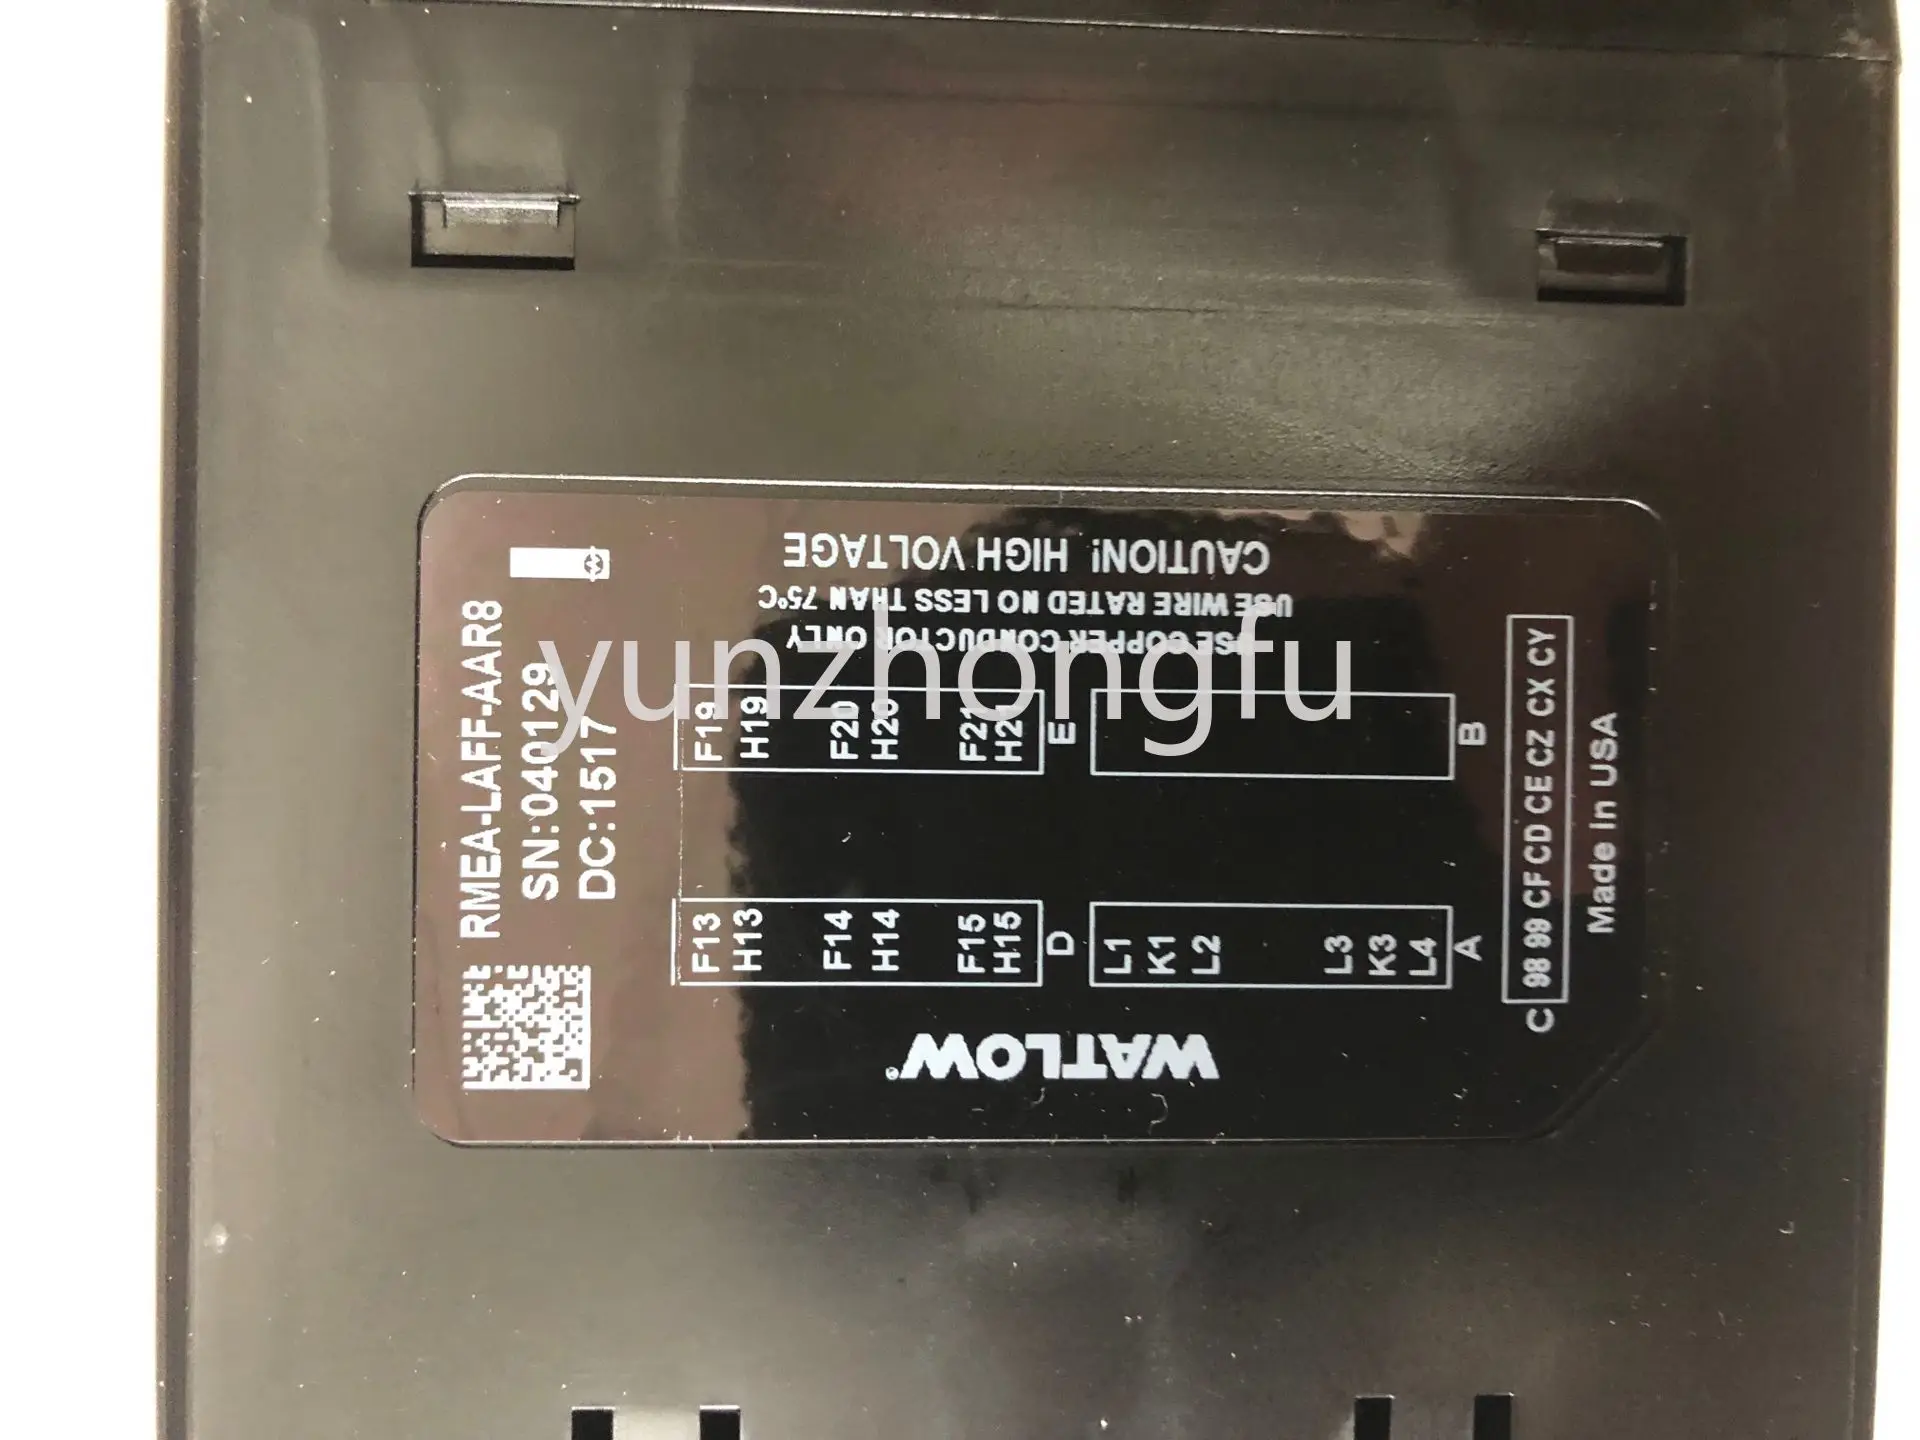 RMEA-LAFF-AAR8
SN:040129
DC:1517
CAUTION! HIGH VOLTAGE
USE WIRE RATED NO LESS THAN 75°C
USE COPPER CONDUCTOR ONLY
yunzhongfu
F19
H19
F20
H20
F21
H21
E
B
F13
H13
F14
H14
F15
H15
D
L1
K1
L2
L3
K3
L4
A
C 98 99 CF CD CE CZ CX CY
Made In USA
WATLOW®